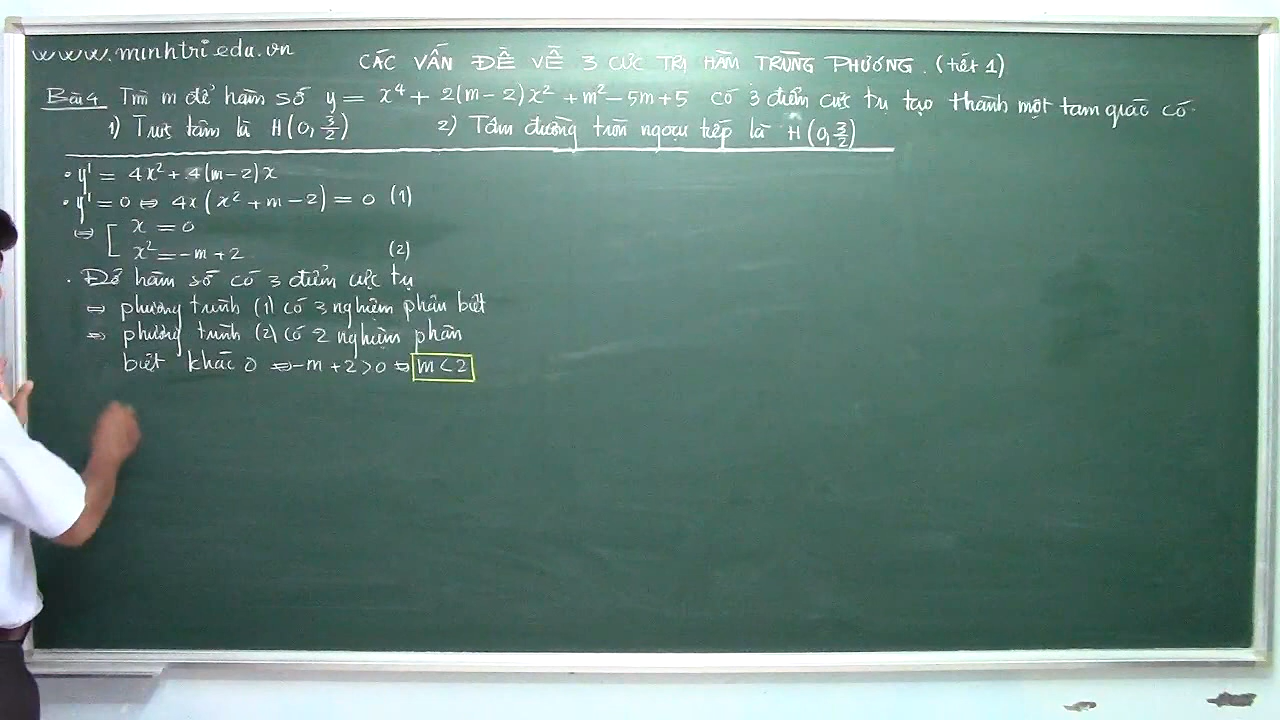 www.minhtriedu.vn
CÁC VẤN ĐỀ VỀ 3 CỰC TRỊ HÀM TRÙNG PHƯƠNG. (tiết 1)
Bài 4 Tìm m để hàm số y = x⁴ + 2(m-2)x² + m² - 5m + 5 có 3 điểm cực trị tạo thành một tam giác có
1) Trực tâm là H(0, 3/2) 2) Tâm đường tròn ngoại tiếp là H(0, 3/2)
• y' = 4x² + 4(m-2)x
• y' = 0 ⇔ 4x(x² + m - 2) = 0 (1)
⇔ [ x = 0
x² = -m + 2 (2)
• Để hàm số có 3 điểm cực trị
⇔ phương trình (1) có 3 nghiệm phân biệt
⇔ phương trình (2) có 2 nghiệm phân
biệt khác 0 ⇔ -m + 2 > 0 ⇔ m < 2